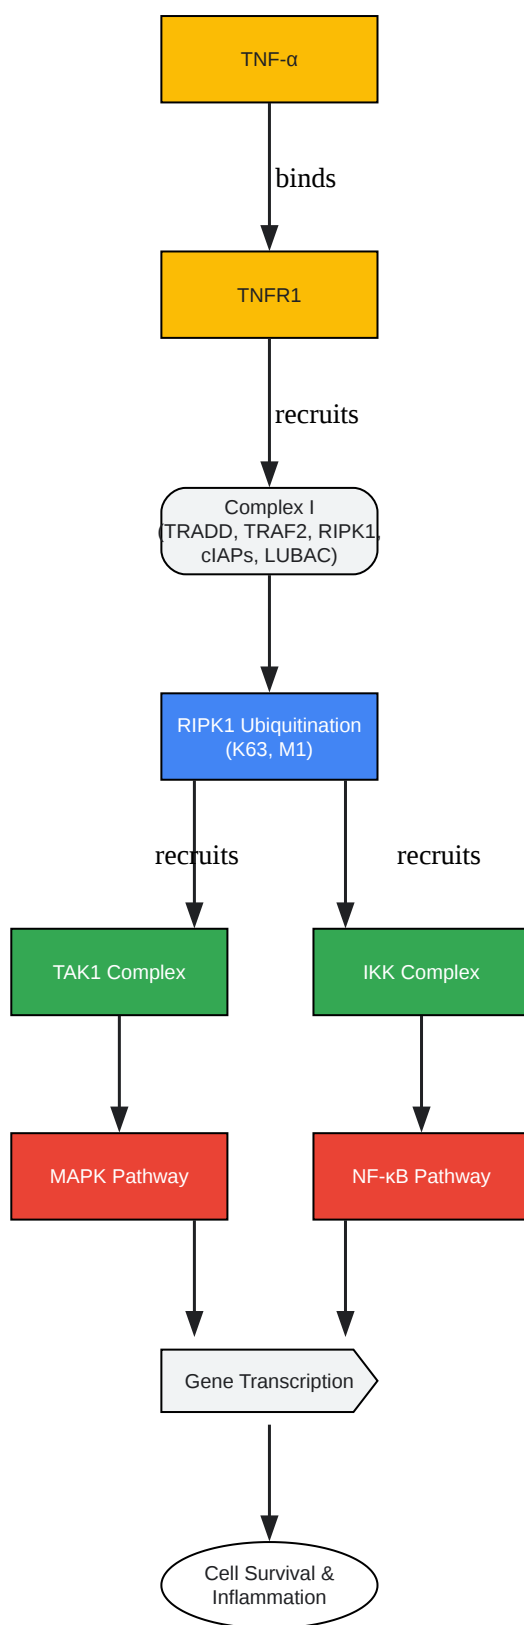 TNF-α
binds
TNFR1
recruits
Complex I
(TRADD, TRAF2, RIPK1,
cIAPs, LUBAC)
RIPK1 Ubiquitination
(K63, M1)
recruits
recruits
TAK1 Complex
IKK Complex
MAPK Pathway
NF-κB Pathway
Gene Transcription
Cell Survival &
Inflammation